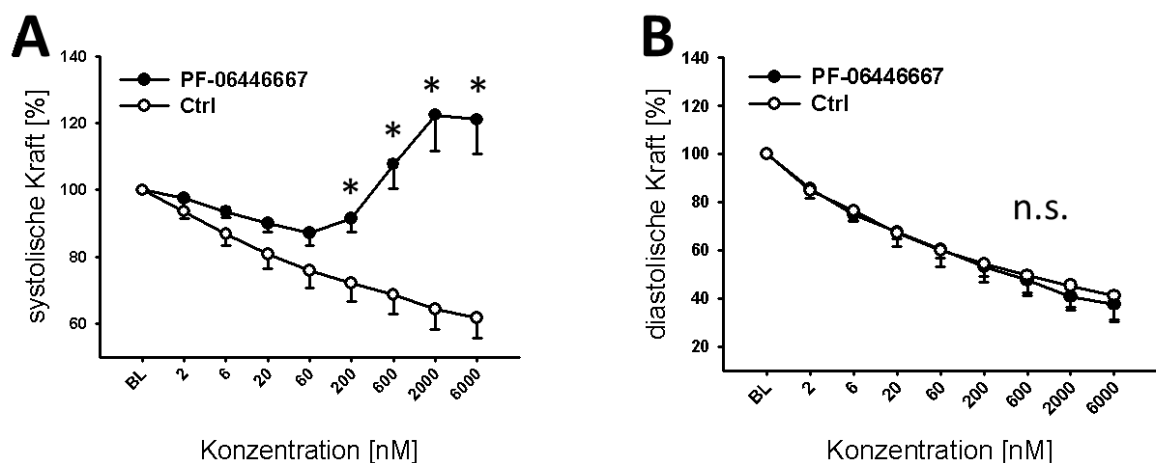 A
systolische Kraft [%]
140
120
100
80
60
PF-06446667
Ctrl
*
*
*
*
BL
2
6
20
60
200
600
2000
6000
Konzentration [nM]
B
diastolische Kraft [%]
140
120
100
80
60
40
20
PF-06446667
Ctrl
n.s.
BL
2
6
20
60
200
600
2000
6000
Konzentration [nM]